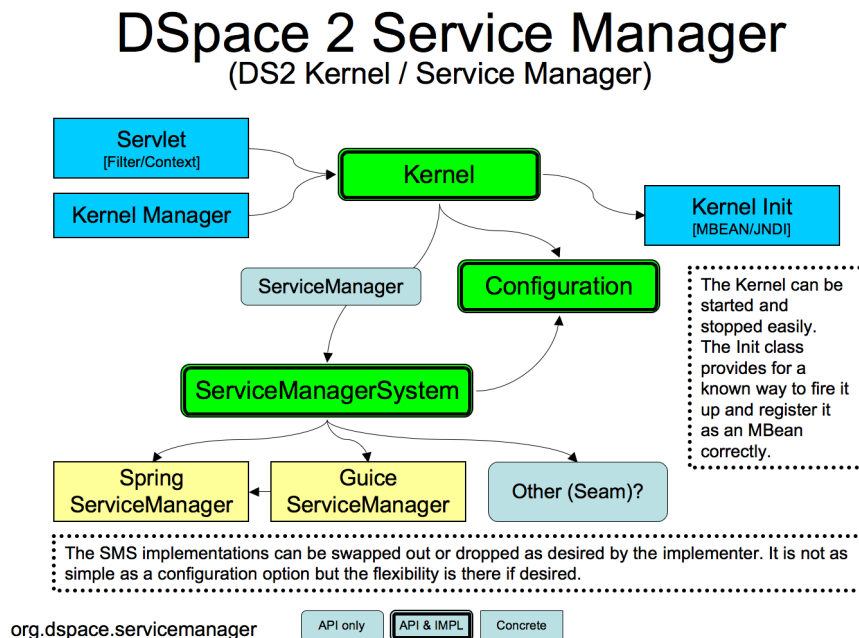 DSpace 2 Service Manager
(DS2 Kernel / Service Manager)
Servlet
[Filter/Context]
Kernel
Kernel Manager
Kernel Init
[MBEAN/JNDI]
ServiceManager
Configuration
The Kernel can be
started and
stopped easily.
The Init class
provides for a
known way to fire it
up and register it
as an MBean
correctly.
ServiceManagerSystem
Spring
ServiceManager
Guice
ServiceManager
Other (Seam)?
The SMS implementations can be swapped out or dropped as desired by the implementer. It is not as
simple as a configuration option but the flexibility is there if desired.
org.dspace.servicemanager
API only
API & IMPL
Concrete